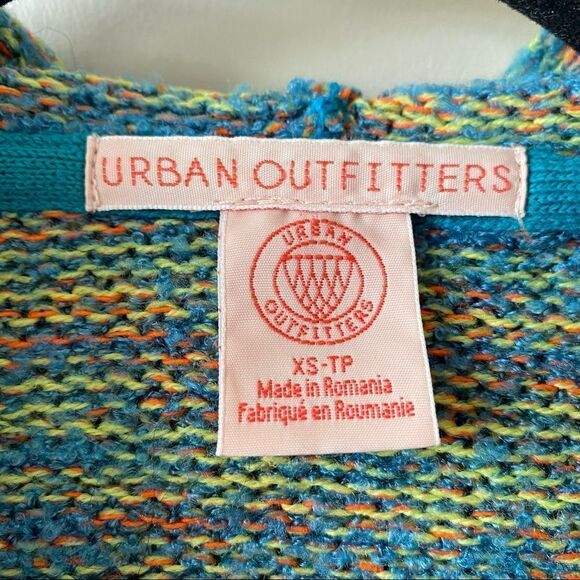 URBAN OUTFITTERS
URBAN
OUTFITTERS
XS-TP
Made in Romania
Fabriqué en Roumanie